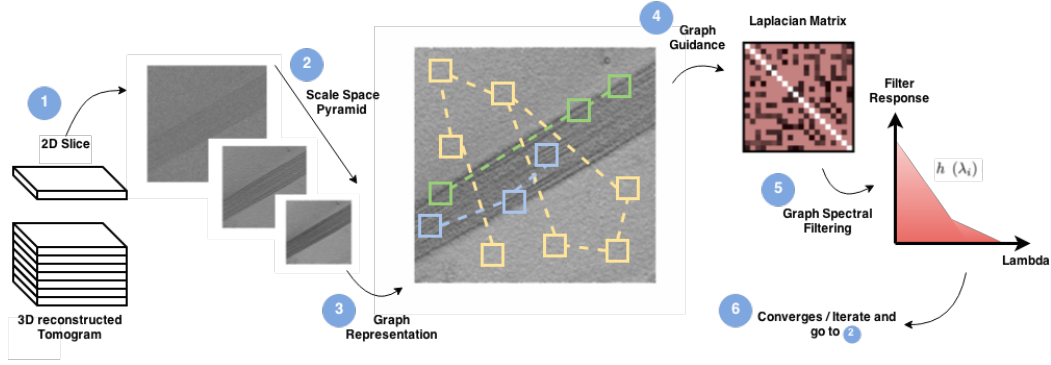 1
2D Slice
3D reconstructed
Tomogram
2
Scale Space
Pyramid
3
Graph
Representation
4
Graph
Guidance
Laplacian Matrix
5
Graph Spectral
Filtering
Filter
Response
h (λᵢ)
Lambda
6
Converges / Iterate and
go to 2